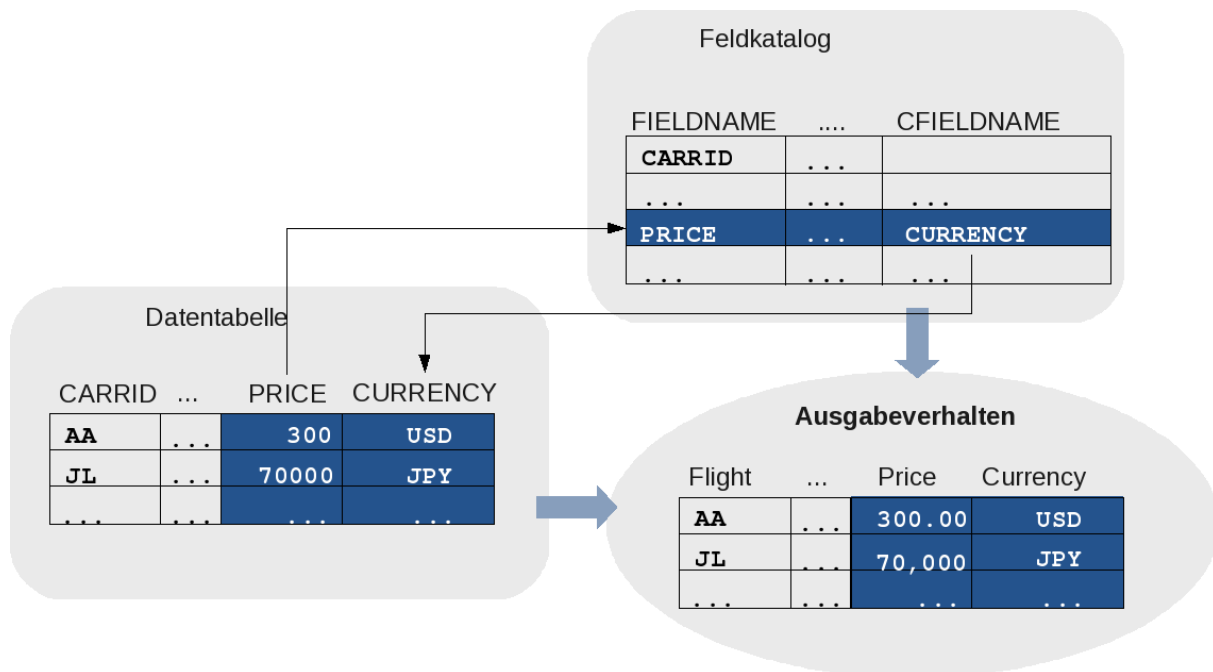 Feldkatalog
FIELDNAME .... CFIELDNAME
CARRID ...
... ... ...
PRICE ... CURRENCY
... ... ...
Datentabelle
CARRID ... PRICE CURRENCY
AA ... 300 USD
JL ... 70000 JPY
... ... ... ...
Ausgabeverhalten
Flight ... Price Currency
AA ... 300.00 USD
JL ... 70,000 JPY
... ... ... ...